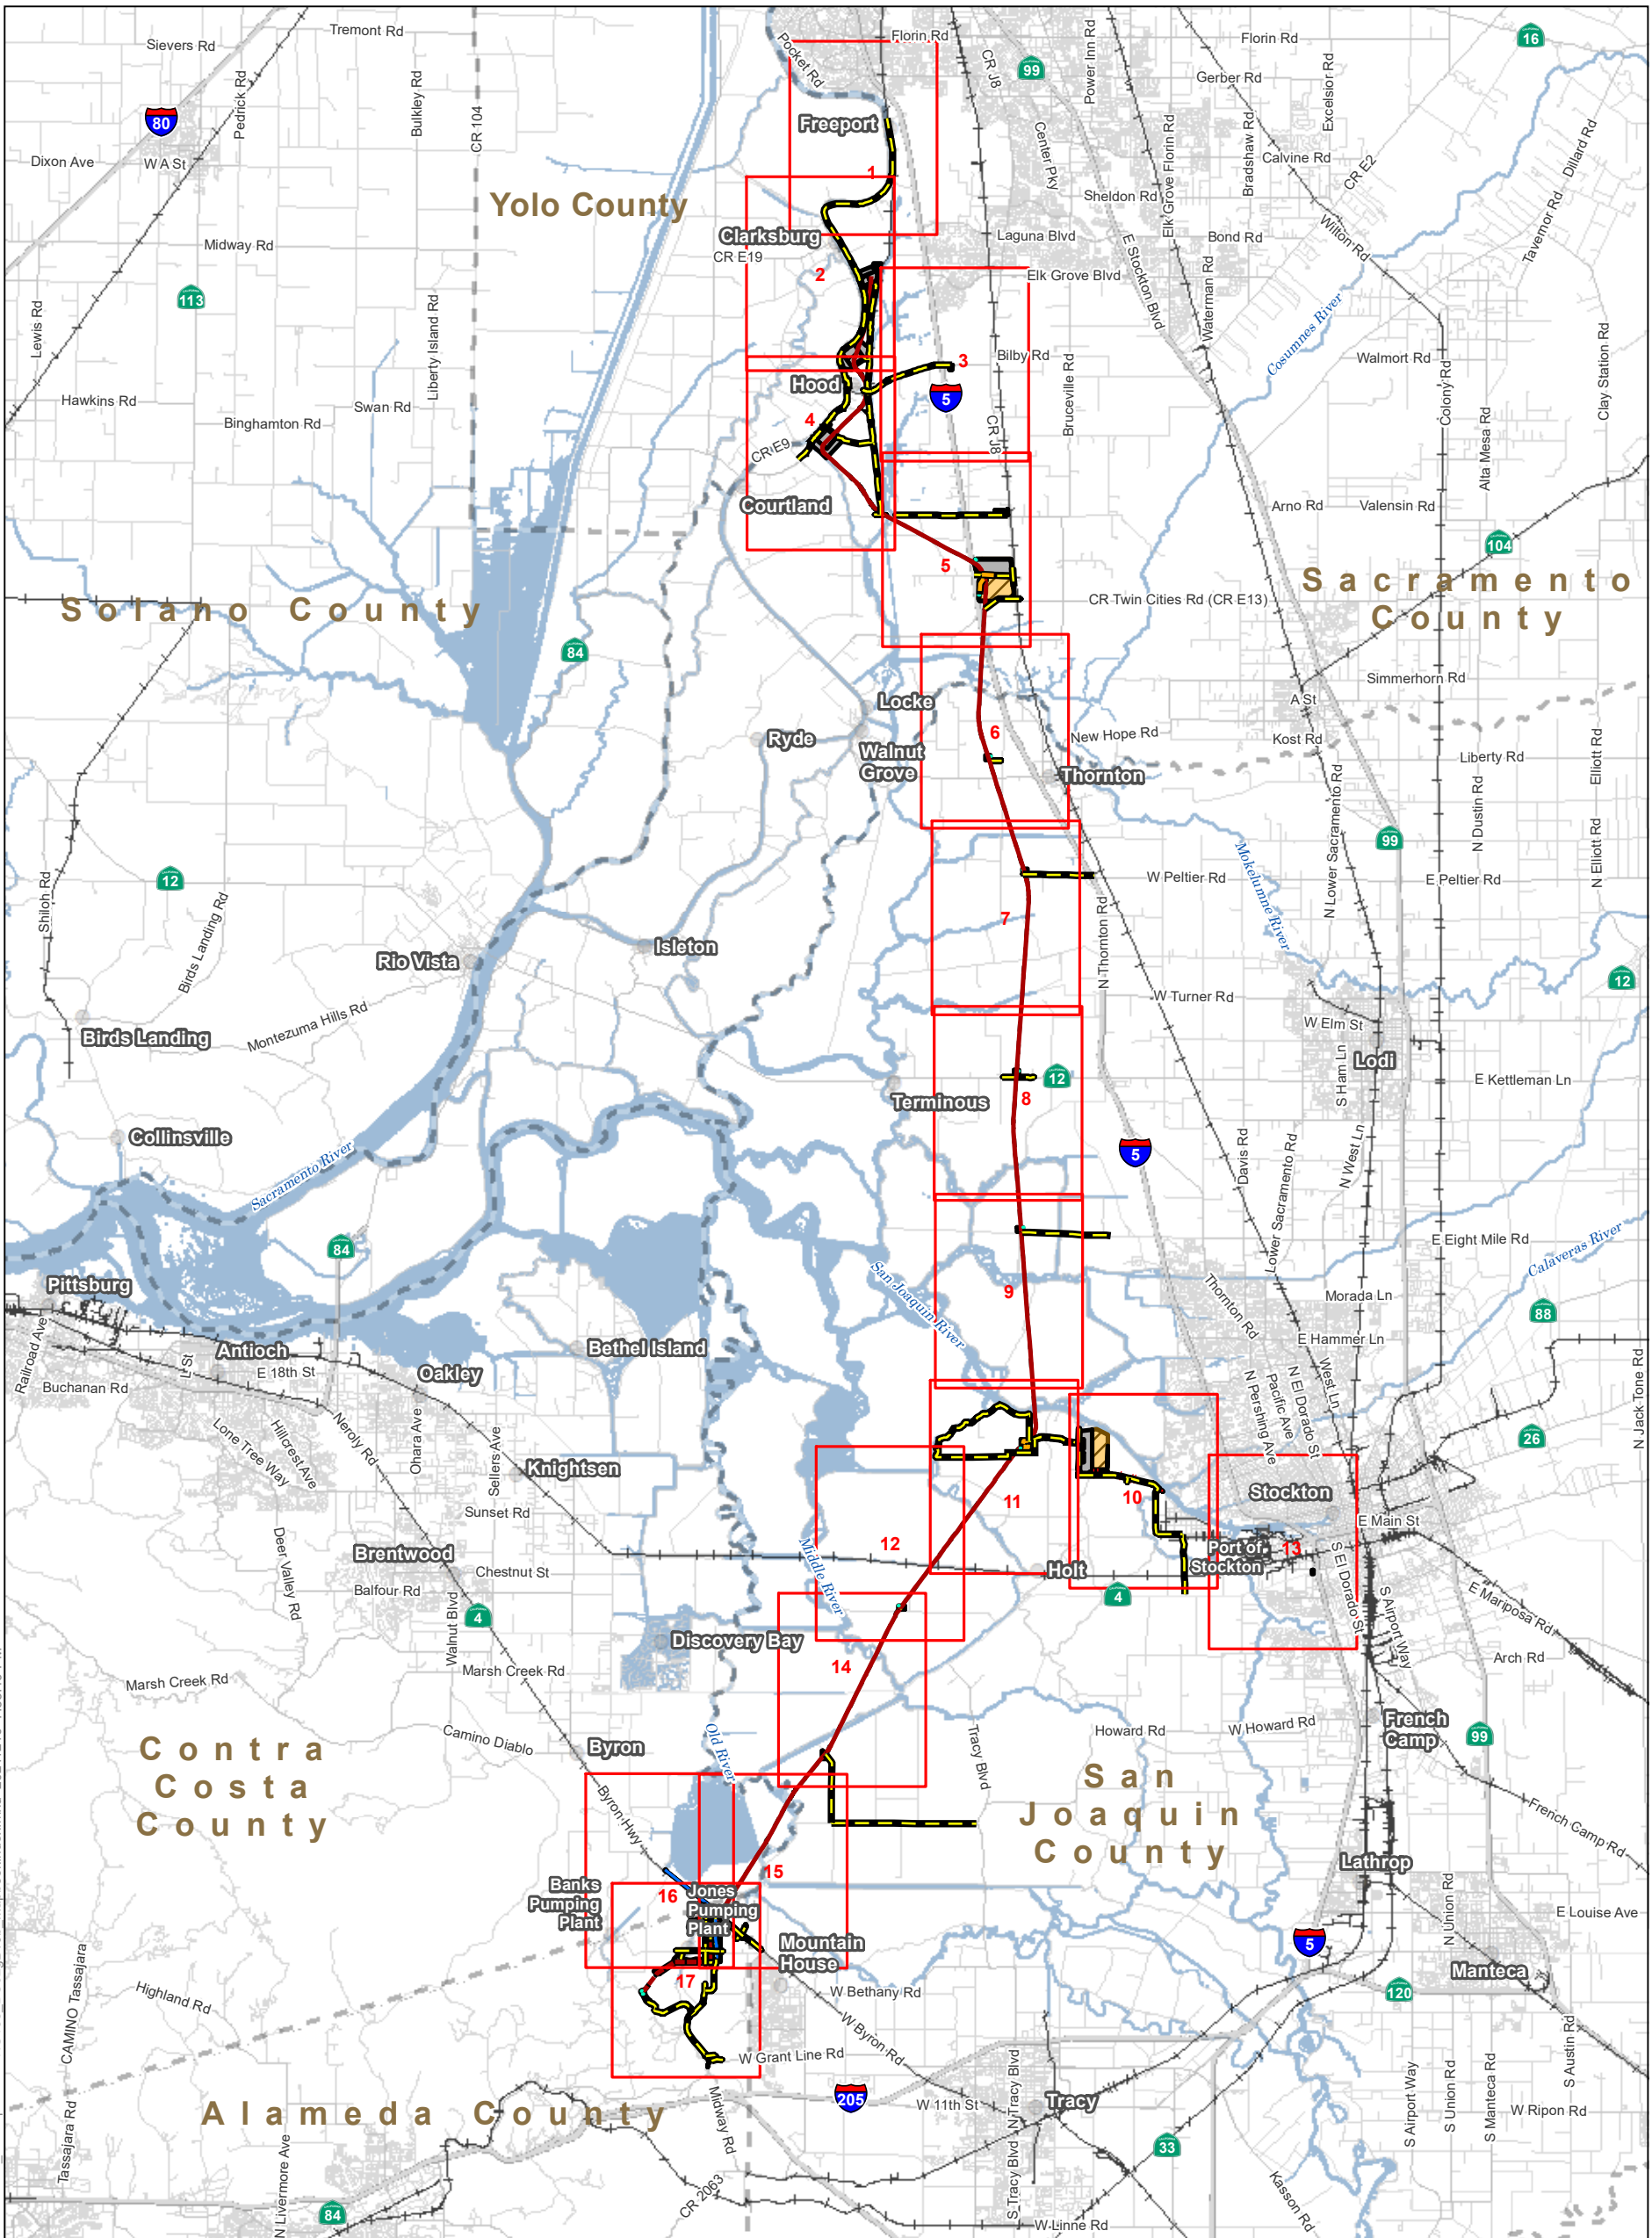 Sievers Rd
Tremont Rd
Pocket Rd
Florin Rd
CR J8
99
Power Inn Rd
Florin Rd
16
80
Pedrick Rd
Bulkley Rd
CR 104
Gerber Rd
Excelsior Rd
Dixon Ave
W A St
Freeport
Center Pky
Elk Grove Florin Rd
Bradshaw Rd
Calvine Rd
CR E2
Dillard Rd
1
Yolo County
Sheldon Rd
Tavernor Rd
Midway Rd
Clarksburg
CR E19
Laguna Blvd
E Stockton Blvd
Bond Rd
Wilton Rd
2
Elk Grove Blvd
Waterman Rd
113
Lewis Rd
Liberty Island Rd
Cosumnes River
Clay Station Rd
3
Bilby Rd
Walmort Rd
Hood
5
Bruceville Rd
Colony Rd
Hawkins Rd
Swan Rd
Binghamton Rd
4
CR E9
CR J8
Alta Mesa Rd
Courtland
Arno Rd
Valensin Rd
104
5
Sacramento
County
Solano County
CR Twin Cities Rd (CR E13)
84
Simmerhorn Rd
Locke
A St
6
Ryde
Walnut
Grove
New Hope Rd
Kost Rd
Liberty Rd
Elliott Rd
Thornton
N Lower Sacramento Rd
N Dustin Rd
99
Mokelumne River
N Elliott Rd
12
Shiloh Rd
W Peltier Rd
E Peltier Rd
Birds Landing Rd
7
N Thornton Rd
Isleton
Rio Vista
12
W Turner Rd
Montezuma Hills Rd
Birds Landing
W Elm St
Lodi
S Ham Ln
12
E Kettleman Ln
8
Terminous
Collinsville
5
Davis Rd
Lower Sacramento Rd
N West Ln
Sacramento River
84
E Eight Mile Rd
Calaveras River
Pittsburg
San Joaquin River
9
Thornton Rd
Morada Ln
88
Railroad Ave
L St
Antioch
E 18th St
Bethel Island
E Hammer Ln
West Ln
N Jack Tone Rd
Buchanan Rd
Oakley
N Pershing Ave
Pacific Ave
N El Dorado St
Lone Tree Way
Hillcrest Ave
Neroly Rd
Ohara Ave
Sellers Ave
26
Knightsen
11
10
Stockton
Sunset Rd
E Main St
Deer Valley Rd
Brentwood
12
Middle River
Holt
Port of
Stockton
13
S El Dorado St
Chestnut St
Balfour Rd
4
4
S Airport Way
E Mariposa Rd
Walnut Blvd
Discovery Bay
Arch Rd
Marsh Creek Rd
Marsh Creek Rd
14
Tracy Blvd
Howard Rd
W Howard Rd
French
Camp
99
Camino Diablo
Byron
Old River
Contra
Costa
County
San
Joaquin
County
Byron Hwy
French Camp Rd
Lathrop
15
16
Banks
Pumping
Plant
Jones
Pumping
Plant
N Union Rd
E Louise Ave
Mountain
House
5
Manteca
17
W Bethany Rd
120
Highland Rd
CAMINO Tassajara
W Byron Rd
W Grant Line Rd
N Tracy Blvd
S Austin Rd
S Airport Way
S Union Rd
S Manteca Rd
205
W 11th St
Tracy
W Ripon Rd
Alameda County
Midway Rd
33
Tassajara Rd
N Livermore Ave
84
CR 2063
S Tracy Blvd
W Linne Rd
Kasson Rd